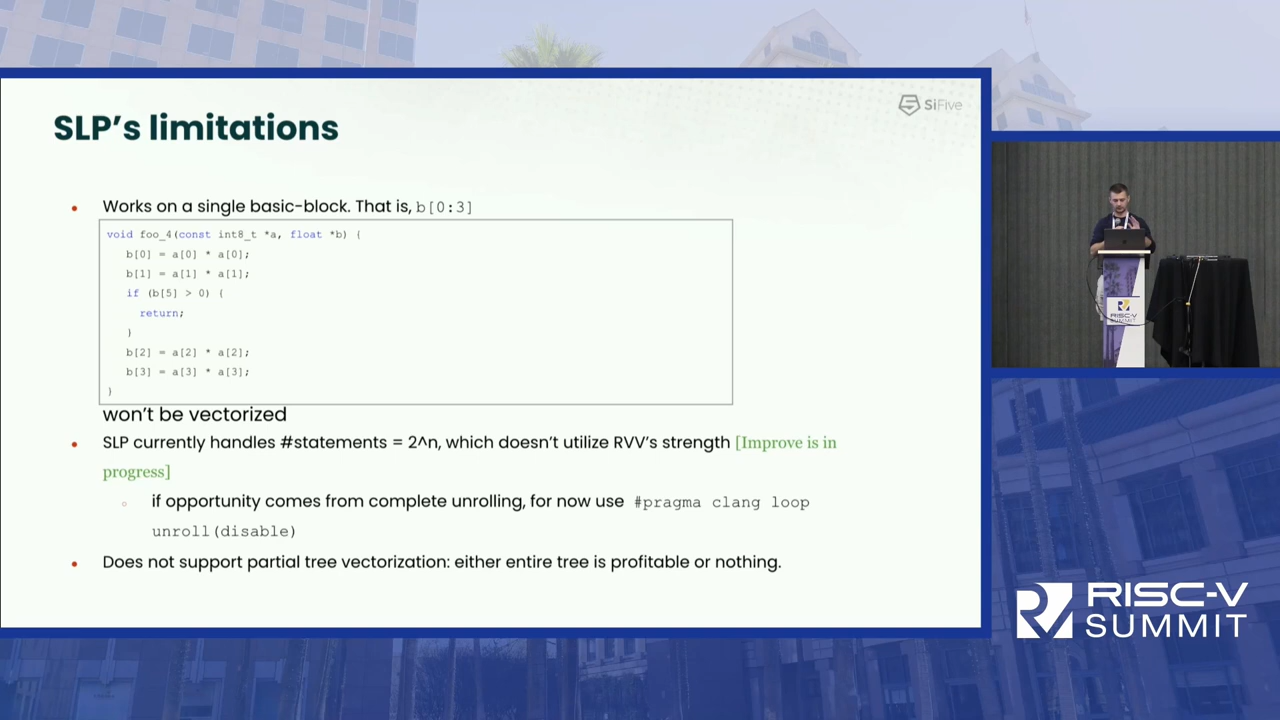 SiFive
SLP's limitations
• Works on a single basic-block. That is, b[0:3]
void foo_4(const int8_t *a, float *b) {
b[0] = a[0] * a[0];
b[1] = a[1] * a[1];
if (b[5] > 0) {
return;
}
b[2] = a[2] * a[2];
b[3] = a[3] * a[3];
}
won't be vectorized
• SLP currently handles #statements = 2^n, which doesn't utilize RVV's strength [Improve is in
progress]
○ if opportunity comes from complete unrolling, for now use #pragma clang loop
unroll(disable)
• Does not support partial tree vectorization: either entire tree is profitable or nothing.
RISC-V
SUMMIT
RISC-V
SUMMIT